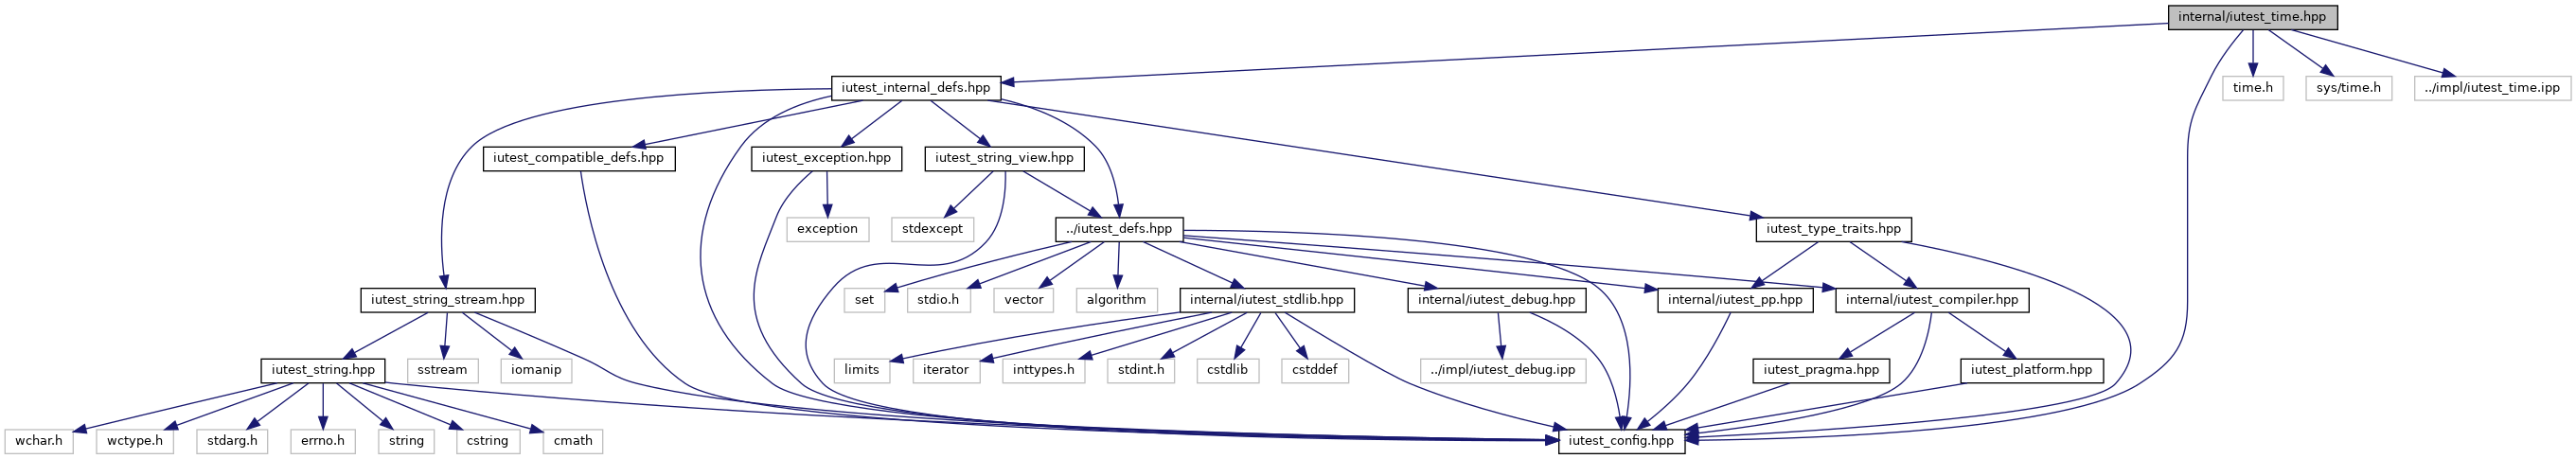 internal/iutest_time.hpp
iutest_internal_defs.hpp
time.h
sys/time.h
../impl/iutest_time.ipp
iutest_compatible_defs.hpp
iutest_exception.hpp
iutest_string_view.hpp
exception
stdexcept
../iutest_defs.hpp
iutest_type_traits.hpp
iutest_string_stream.hpp
set
stdio.h
vector
algorithm
internal/iutest_stdlib.hpp
internal/iutest_debug.hpp
internal/iutest_pp.hpp
internal/iutest_compiler.hpp
iutest_string.hpp
sstream
iomanip
limits
iterator
inttypes.h
stdint.h
cstdlib
cstddef
../impl/iutest_debug.ipp
iutest_pragma.hpp
iutest_platform.hpp
wchar.h
wctype.h
stdarg.h
errno.h
string
cstring
cmath
iutest_config.hpp